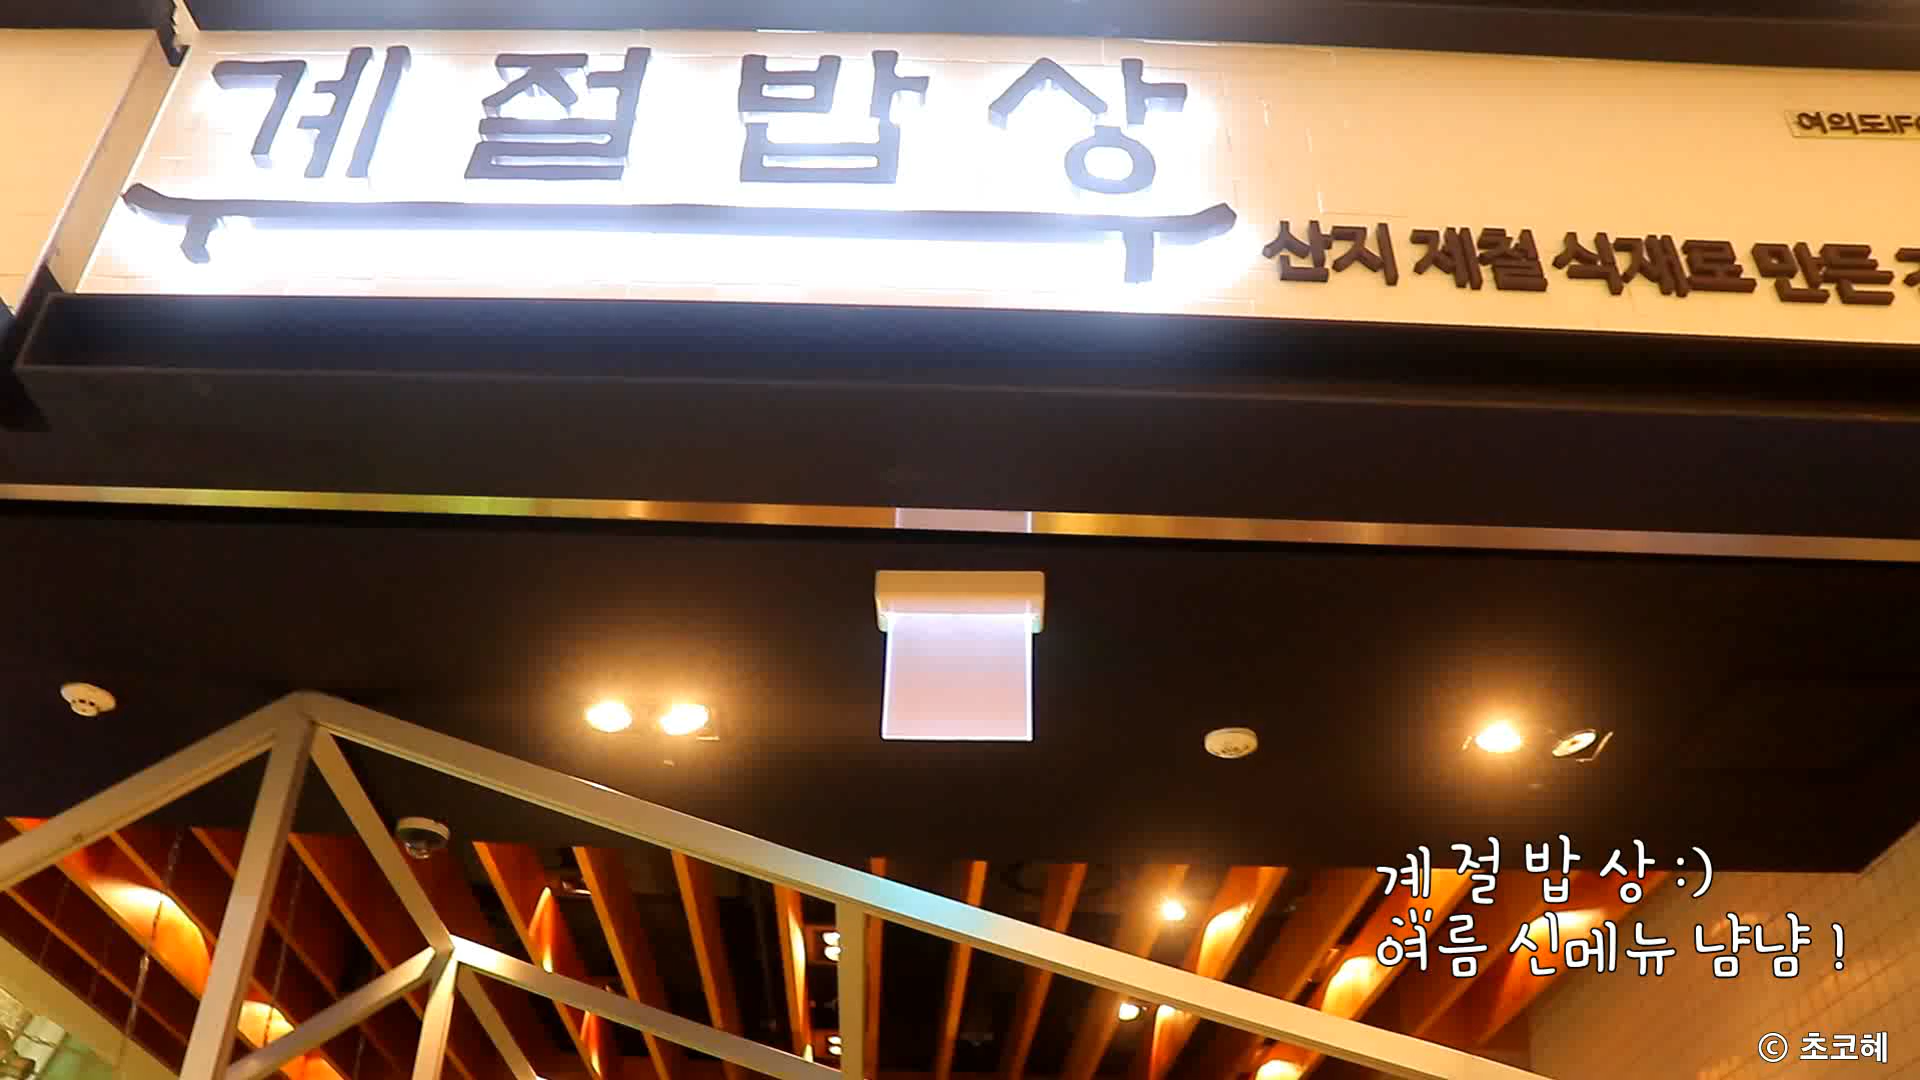 계절밥상
여의도IF
산지 제철 식재로 만든
계절밥상 :)
여름 신메뉴 냠냠 !
© 초코혜